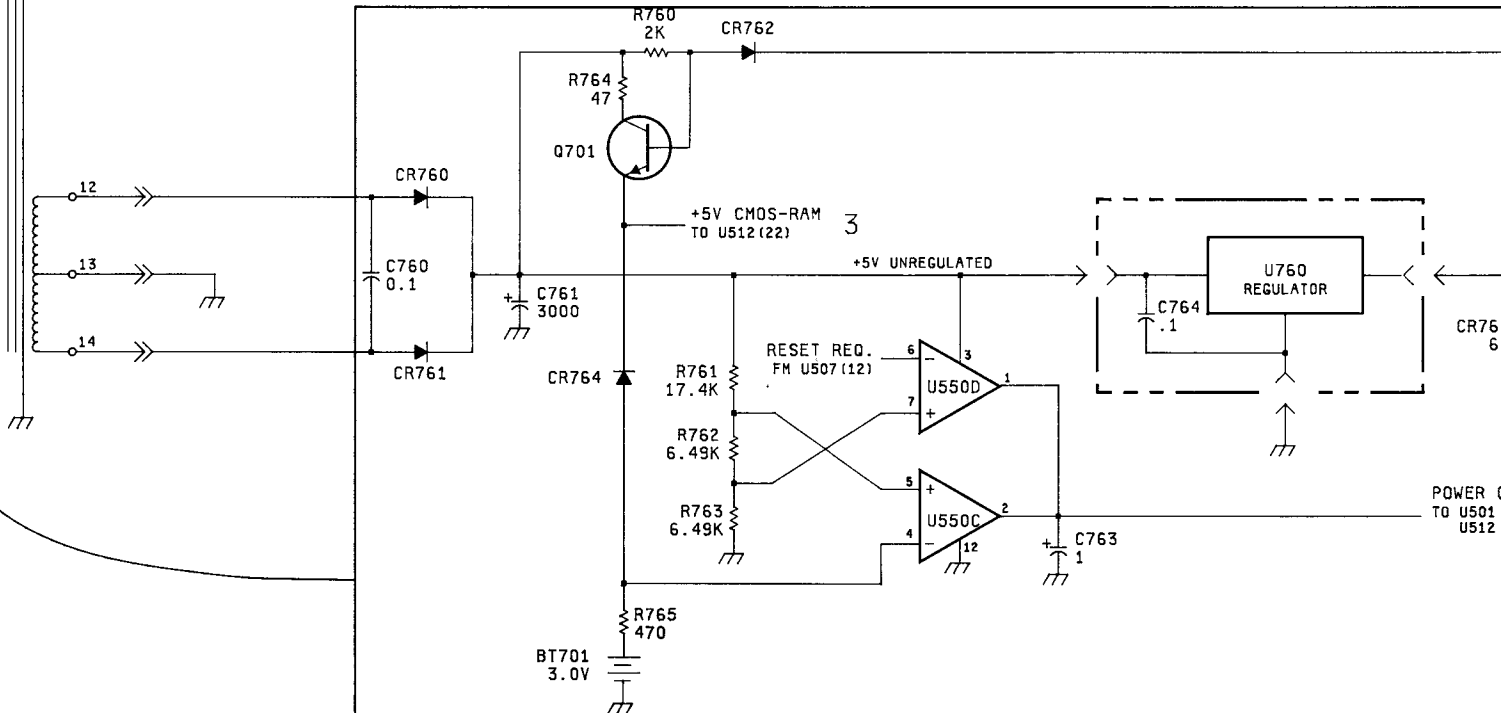 R760
2K
CR762
R764
47
Q701
12
CR760
+5V CMOS-RAM
TO U512(22)
3
13
C760
0.1
+
C761
3000
+5V UNREGULATED
U760
REGULATOR
C764
.1
14
CR761
CR76
6
RESET REQ.
FM U507(12)
6
-
3
U550D
1
7
+
CR764
R761
17.4K
R762
6.49K
R763
6.49K
5
+
U550C
2
4
-
12
+
C763
1
POWER
TO U501
U512
R765
470
BT701
3.0V